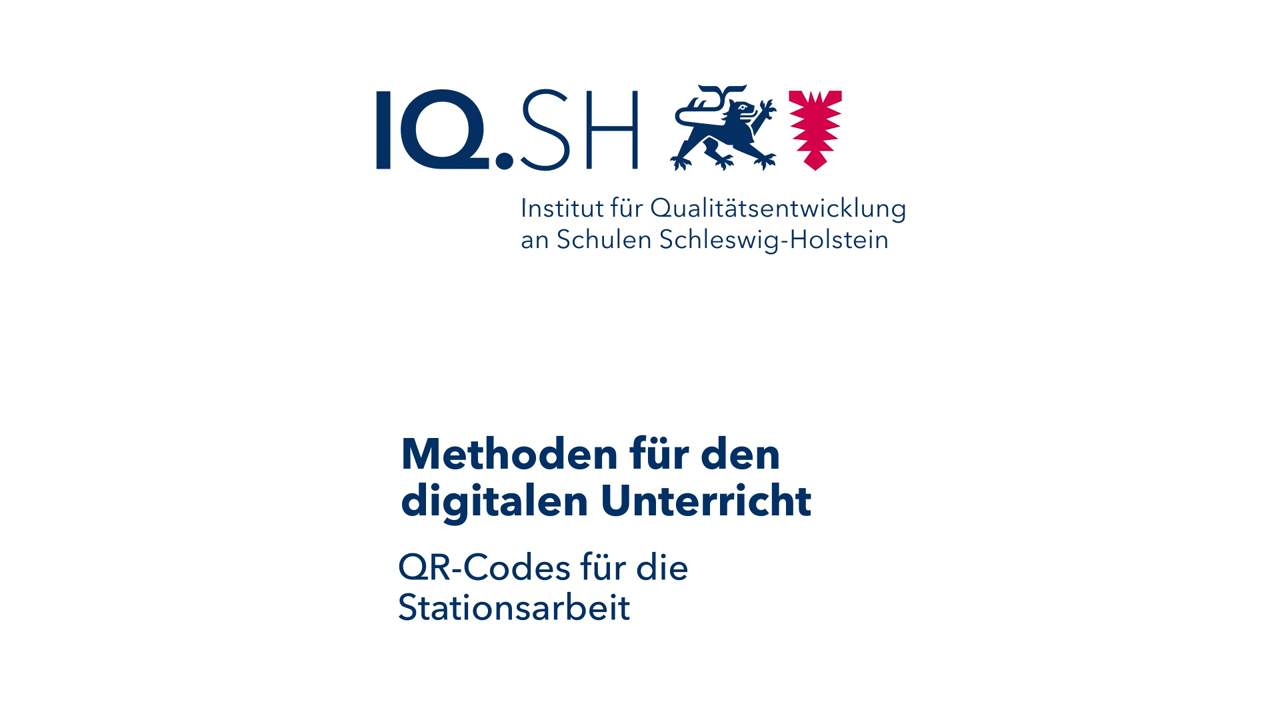 IQ.SH
Institut für Qualitätsentwicklung
an Schulen Schleswig-Holstein
Methoden für den
digitalen Unterricht
QR-Codes für die
Stationsarbeit